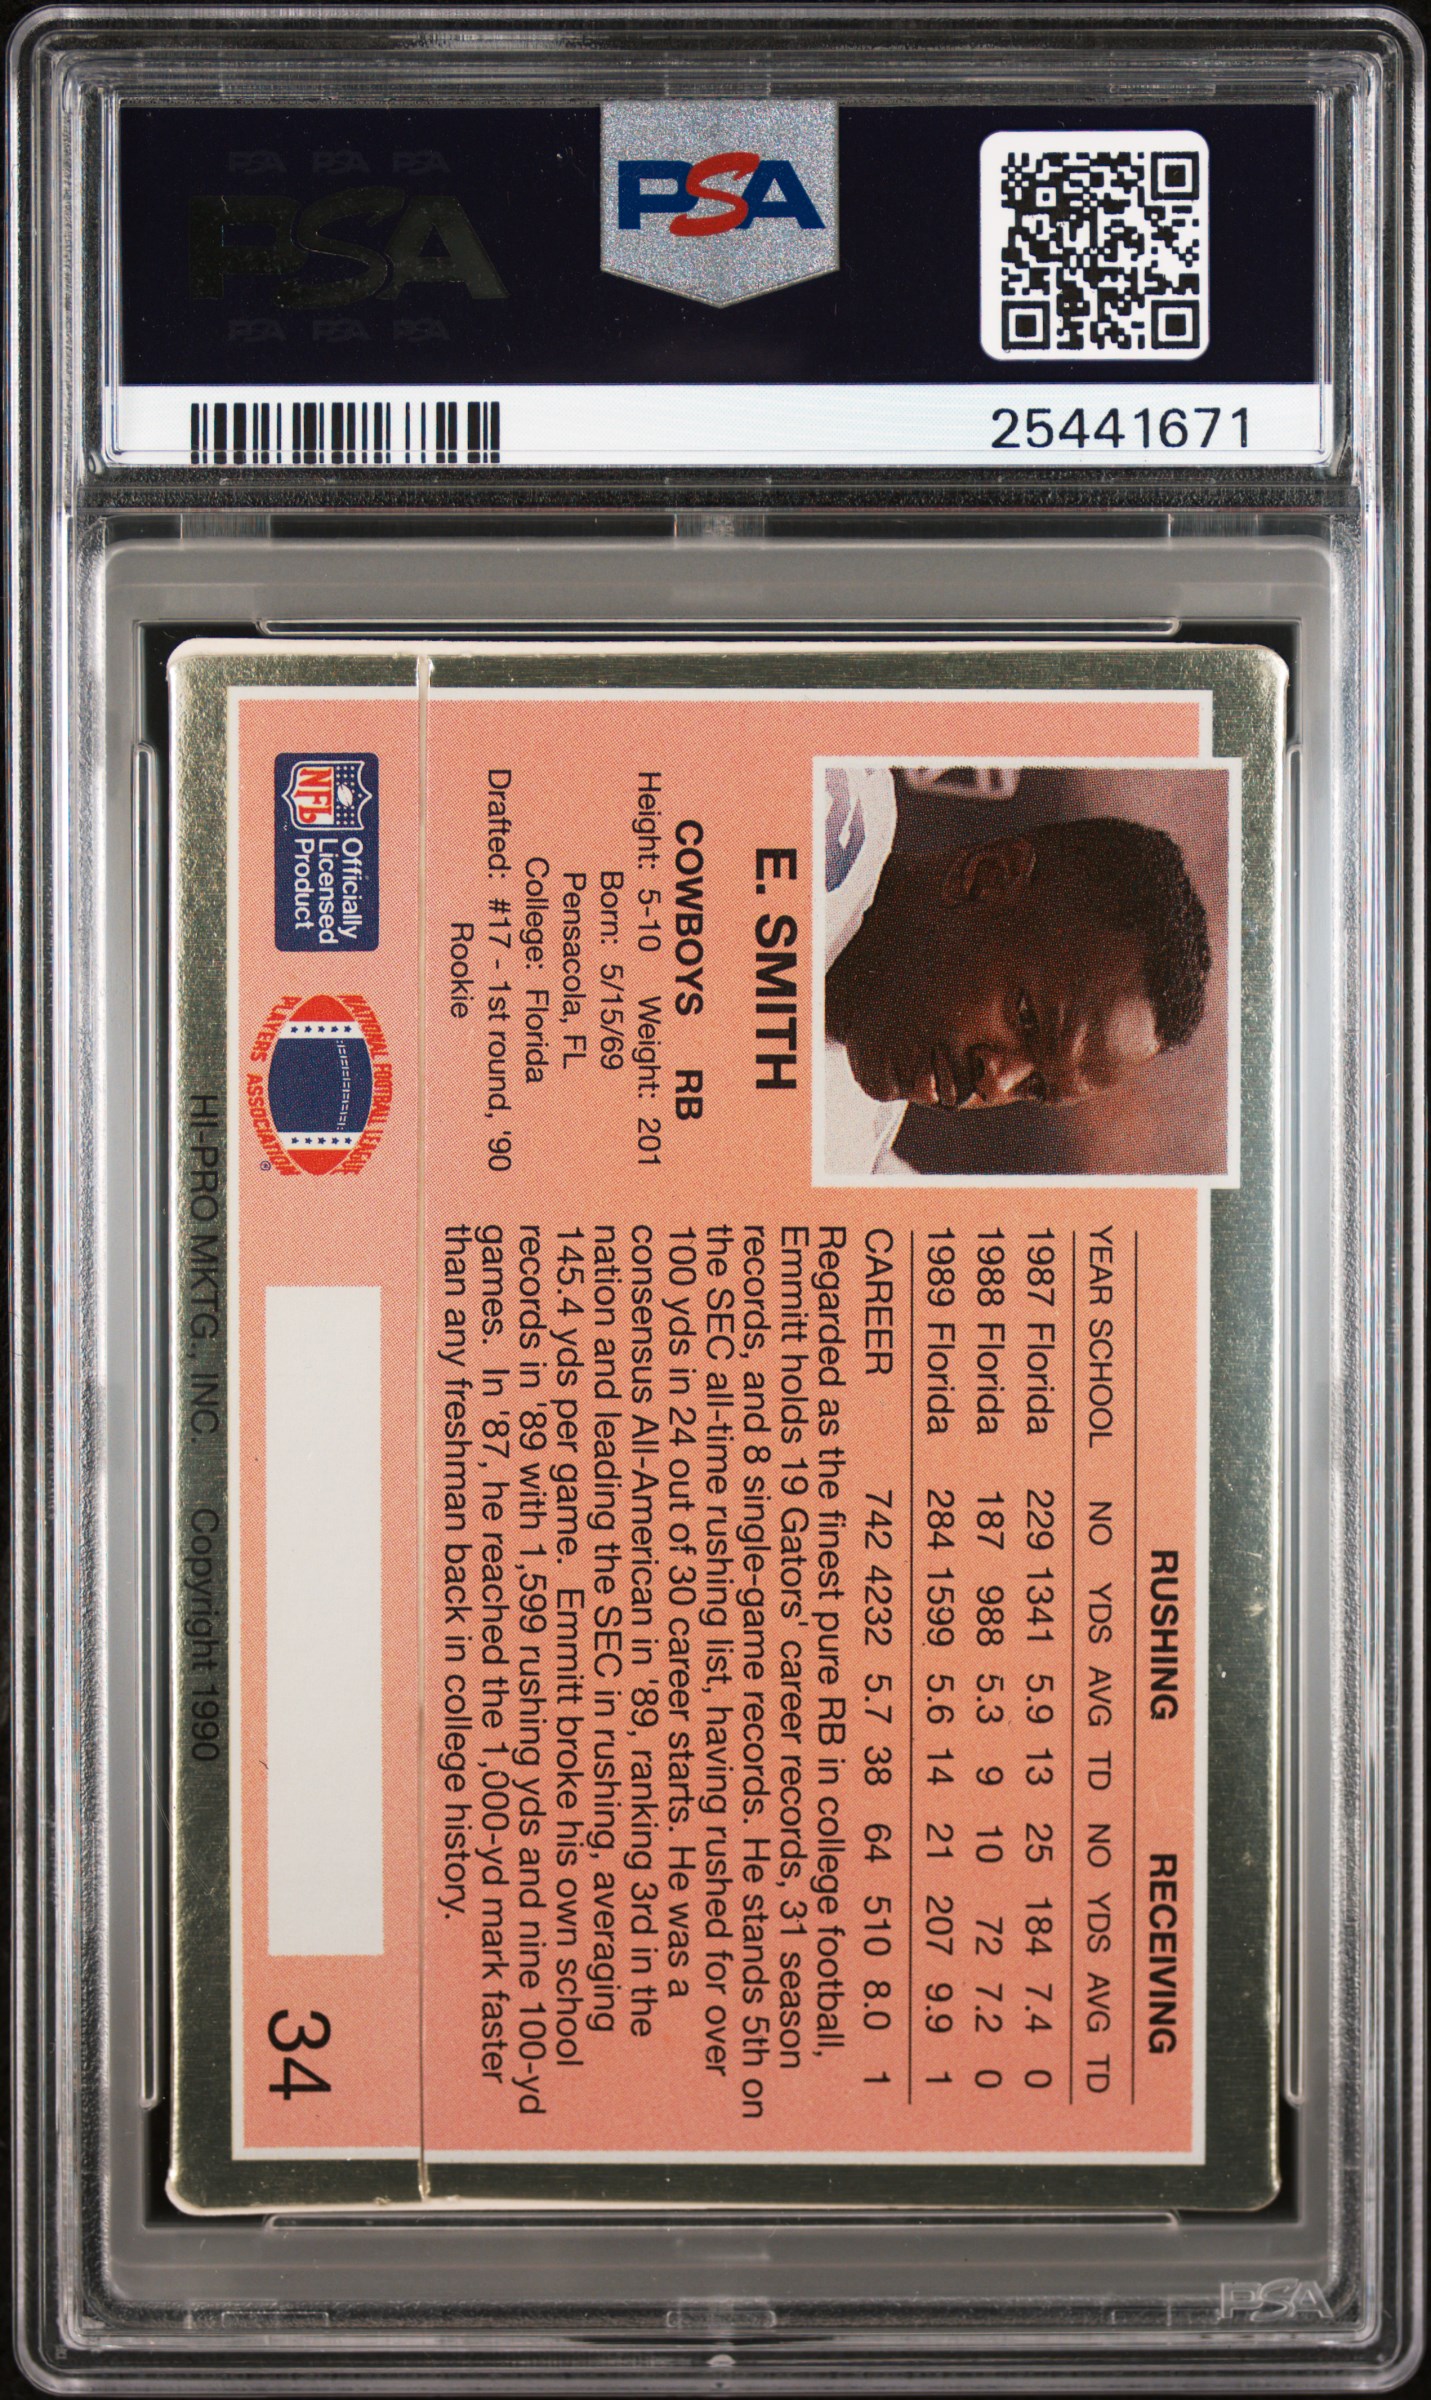 PSA PSA PSA
PSA
PSA PSA PSA
PSA
25441671
E. SMITH
COWBOYS RB
Height: 5-10 Weight: 201
Born: 5/15/69
Pensacola, FL
College: Florida
Drafted: #17 - 1st round, '90
Rookie
RUSHING RECEIVING
YEAR SCHOOL NO YDS AVG TD NO YDS AVG TD
1987 Florida 229 1341 5.9 13 25 184 7.4 0
1988 Florida 187 988 5.3 9 10 72 7.2 0
1989 Florida 284 1599 5.6 14 21 207 9.9 1
CAREER 742 4232 5.7 38 64 510 8.0 1
Regarded as the finest pure RB in college football,
Emmitt holds 19 Gators' career records, 31 season
records, and 8 single-game records. He stands 5th on
the SEC all-time rushing list, having rushed for over
100 yds in 24 out of 30 career starts. He was a
consensus All-American in '89, ranking 3rd in the
nation and leading the SEC in rushing, averaging
145.4 yds per game. Emmitt broke his own school
records in '89 with 1,599 rushing yds and nine 100-yd
games. In '87, he reached the 1,000-yd mark faster
than any freshman back in college history.
NFL
Officially
Licensed
Product
NATIONAL FOOTBALL LEAGUE
PLAYERS ASSOCIATION ®
34
HI-PRO MKTG., INC. Copyright 1990
PSA